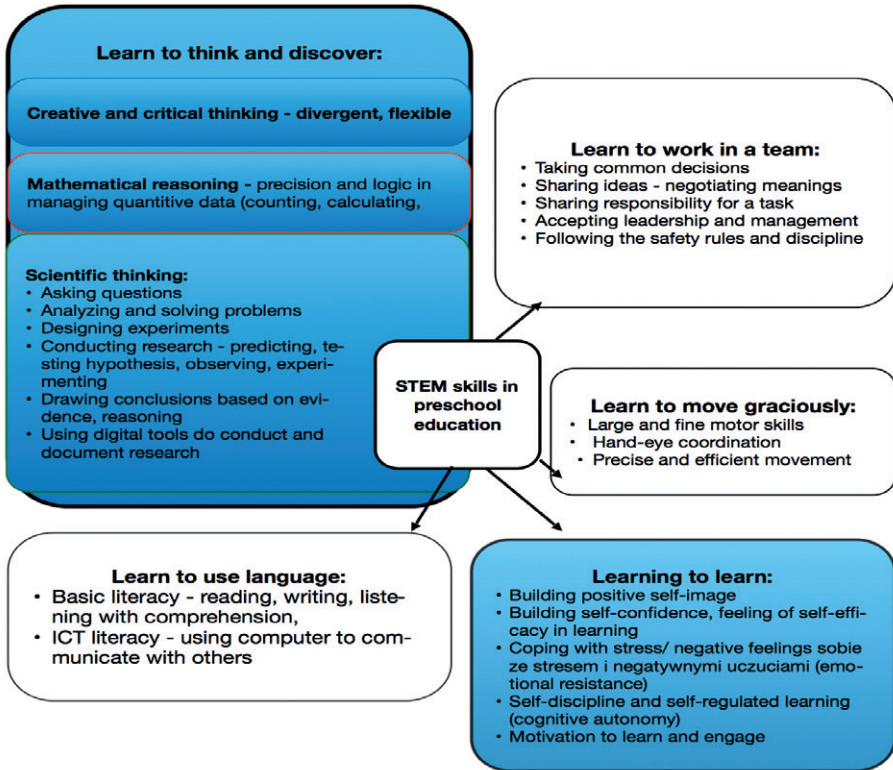 Learn to think and discover:
Creative and critical thinking - divergent, flexible
Mathematical reasoning - precision and logic in
managing quantitive data (counting, calculating,
Scientific thinking:
• Asking questions
• Analyzing and solving problems
• Designing experiments
• Conducting research - predicting, te-
sting hypothesis, observing, experi-
menting
• Drawing conclusions based on evi-
dence, reasoning
• Using digital tools do conduct and
document research
STEM skills in
preschool
education
Learn to work in a team:
• Taking common decisions
• Sharing ideas - negotiating meanings
• Sharing responsibility for a task
• Accepting leadership and management
• Following the safety rules and discipline
Learn to move graciously:
• Large and fine motor skills
• Hand-eye coordination
• Precise and efficient movement
Learn to use language:
• Basic literacy - reading, writing, liste-
ning with comprehension,
• ICT literacy - using computer to com-
municate with others
Learning to learn:
• Building positive self-image
• Building self-confidence, feeling of self-effi-
cacy in learning
• Coping with stress/ negative feelings sobie
ze stresem i negatywnymi uczuciami (emo-
tional resistance)
• Self-discipline and self-regulated learning
(cognitive autonomy)
• Motivation to learn and engage